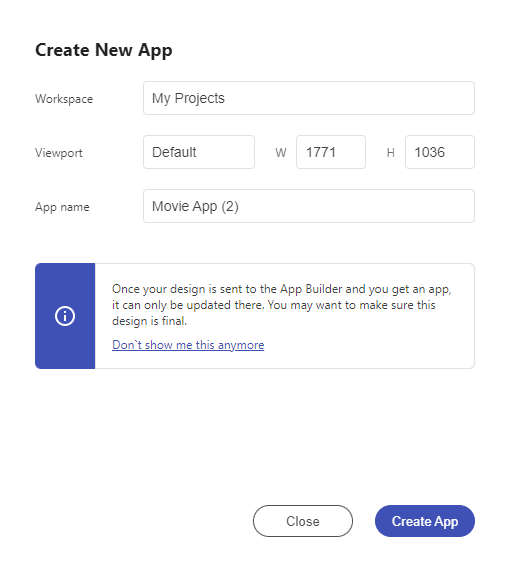 Create New App
Workspace
My Projects
Viewport
Default
W
1771
H
1036
App name
Movie App (2)
Once your design is sent to the App Builder and you get an app,
it can only be updated there. You may want to make sure this
design is final.
Don`t show me this anymore
Close
Create App